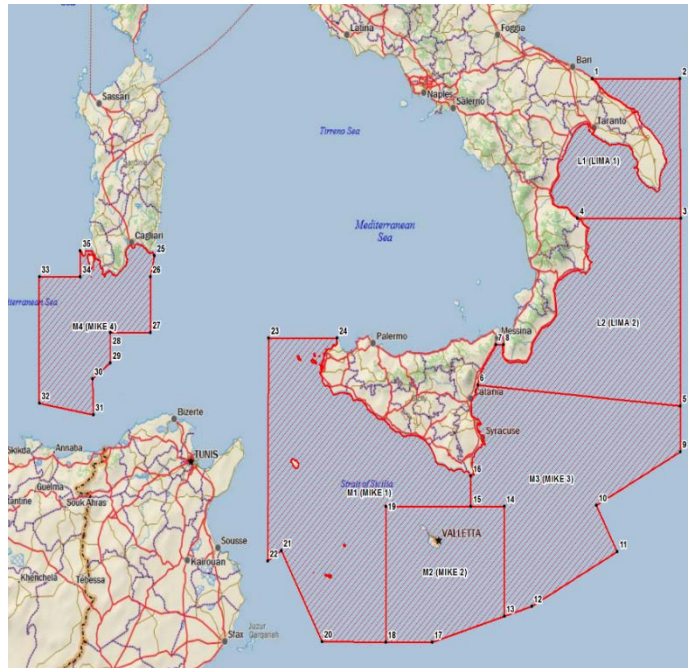 Latina
Foggia
Bari
1
2
Sassari
Naples
Salerno
Taranto
Tirreno Sea
L1 (LIMA 1)
Mediterranean
Sea
4
3
Cagliari
35
25
33
34
26
L2 (LIMA 2)
M4 (MIKE 4)
27
28
23
24
Palermo
Messina
7
8
29
30
6
Catania
32
31
5
Bizerte
Syracuse
9
Skikda
Annaba
TUNIS
Guelma
16
M3 (MIKE 3)
M1 (MIKE 1)
Souk Ahras
19
15
14
10
VALLETTA
Sousse
21
22
11
Kairouan
Khenchela
Tebessa
M2 (MIKE 2)
13
12
Sfax
20
18
17